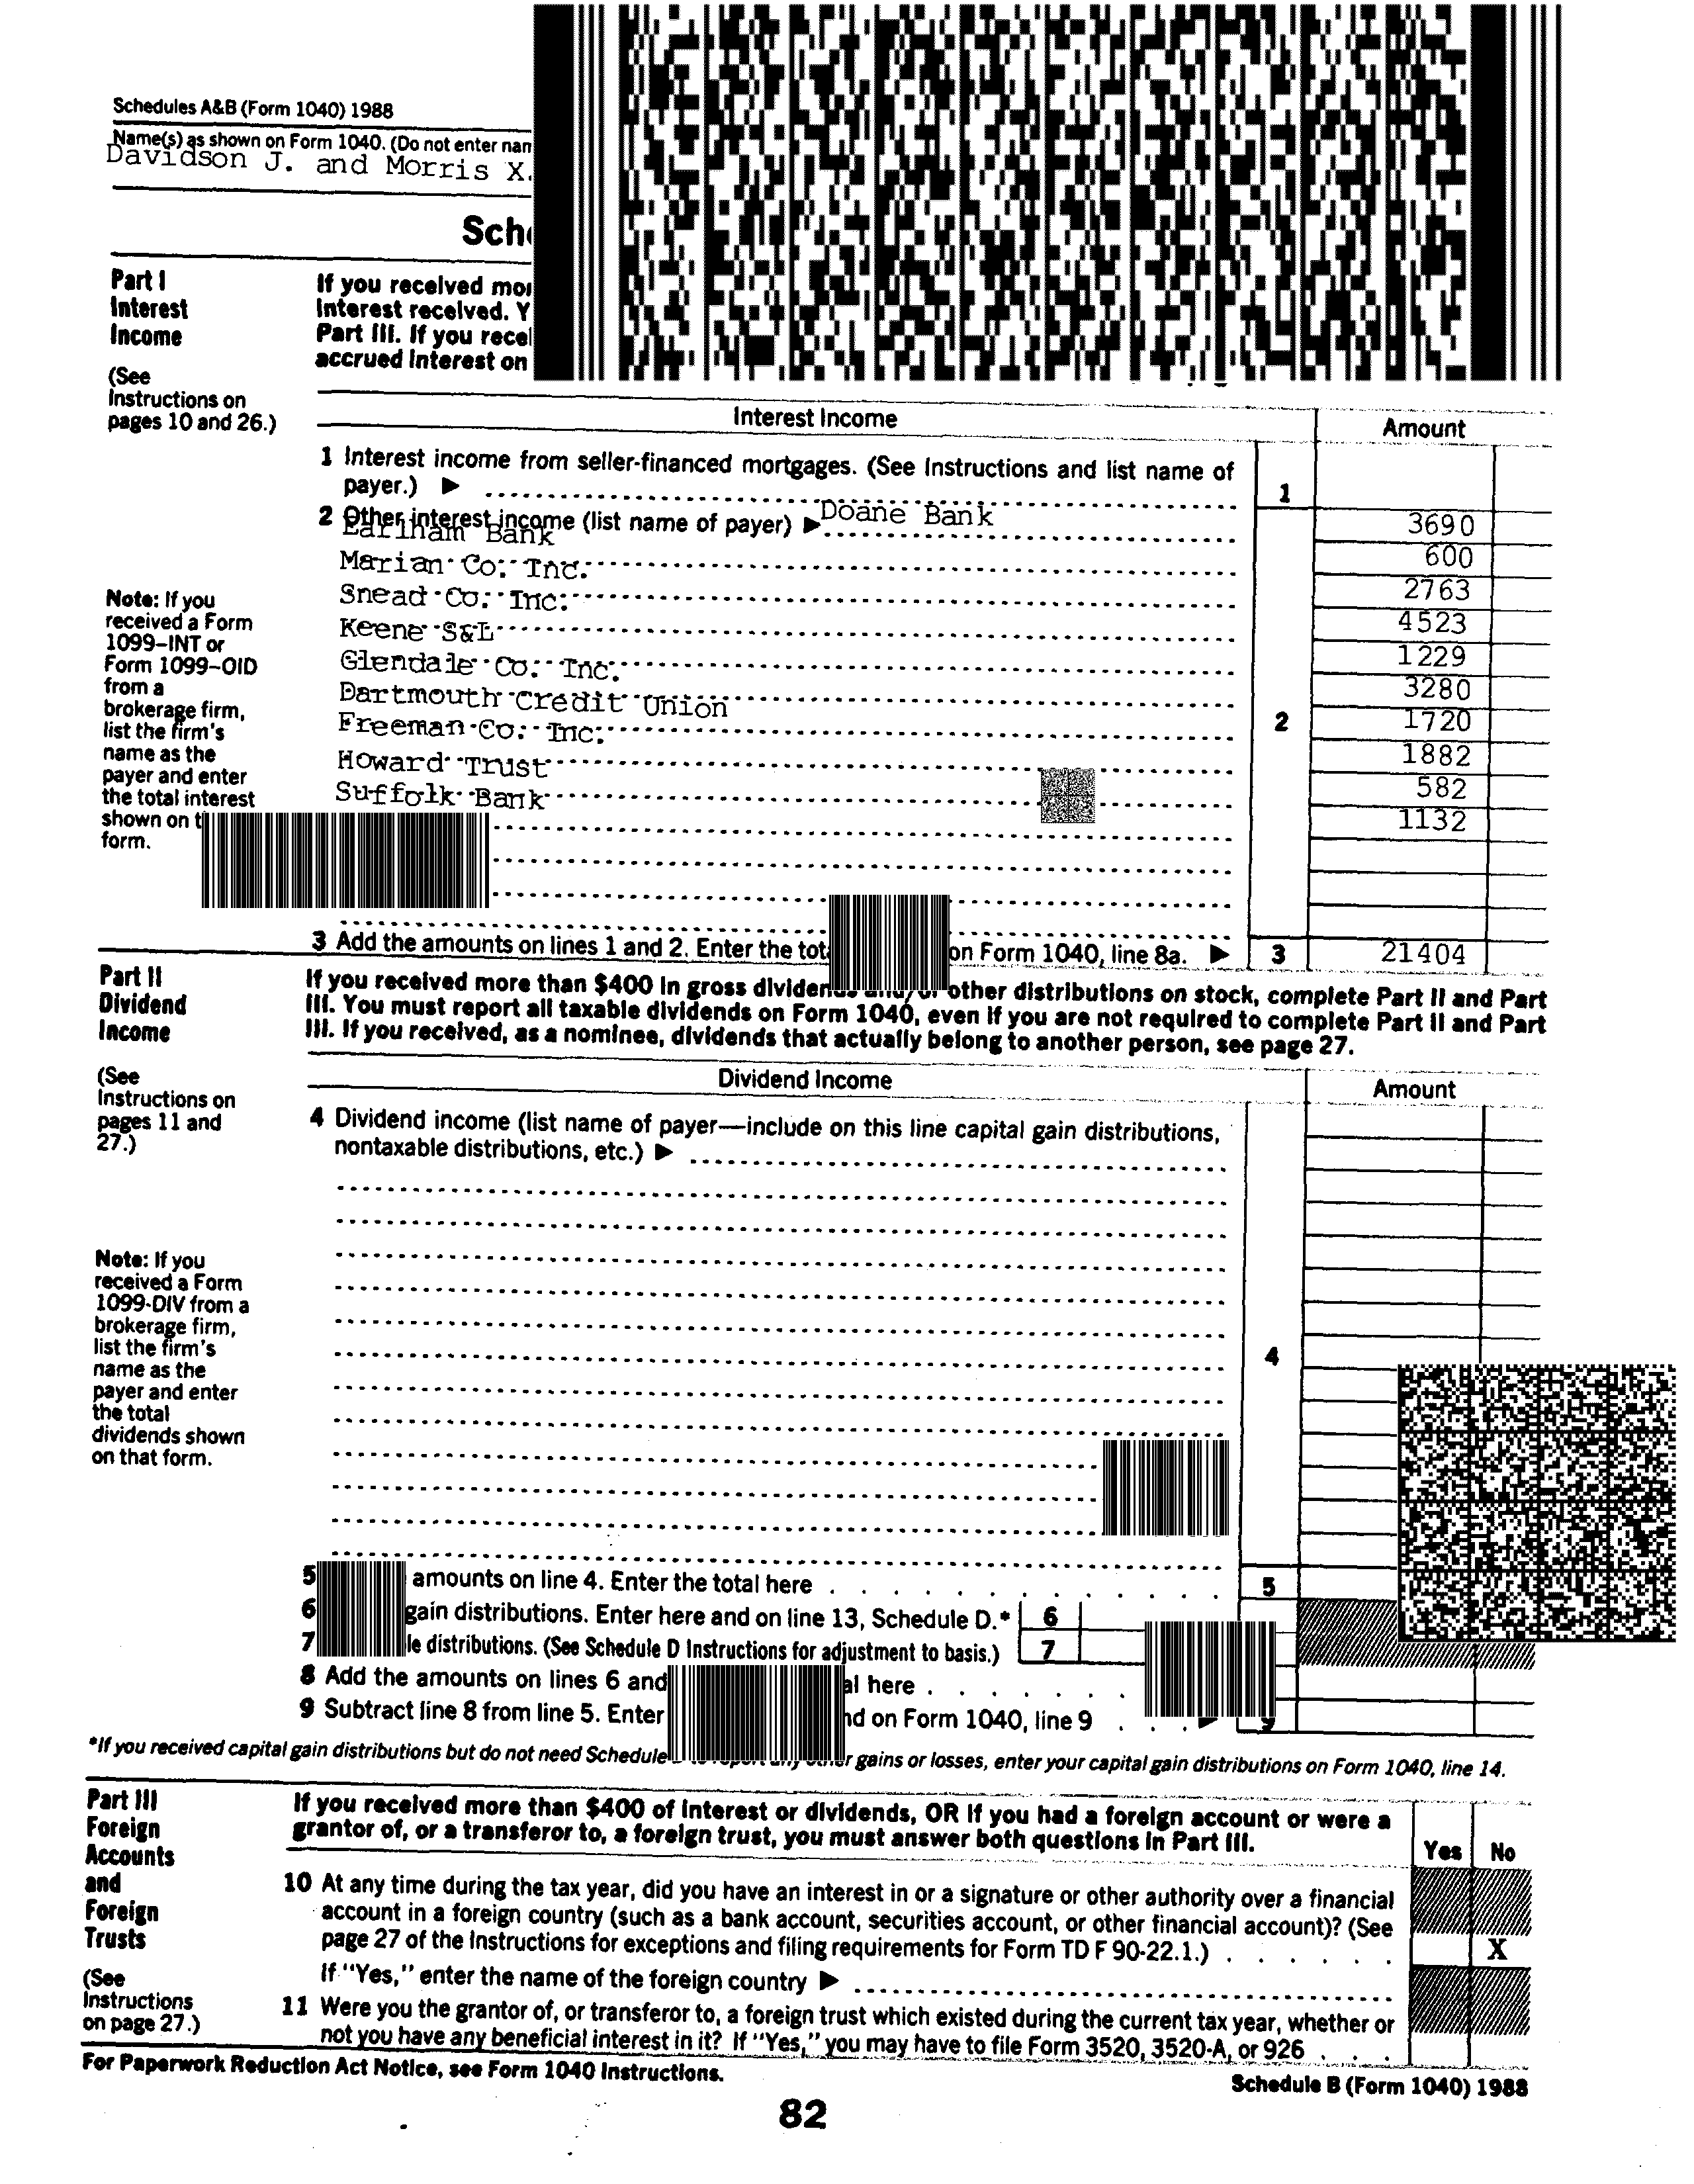 Schedules A&B (Form 1040) 1988
Name(s) as shown on Form 1040. (Do not enter
Davidson J. and Morris X.
Part I
Interest
Income
If you received
Interest received.
Part III. If you
accrued interest on
(See
Instructions on
pages 10 and 26.)
Interest Income
Amount
1 Interest income from seller-financed mortgages. (See Instructions and list name of
payer.) ▶
1
2 Other interest income (list name of payer) ▶ Doane Bank
3690
Earlham Bank
600
Marian Co. Inc.
2763
Snead Co. Inc.
4523
Keene S&L
1229
Glendale Co. Inc.
3280
Dartmouth Credit Union
2
1720
Freeman Co. Inc.
1882
Howard Trust
582
Suffolk Bank
1132
Note: If you
received a Form
1099-INT or
Form 1099-OID
from a
brokerage firm,
list the firm's
name as the
payer and enter
the total interest
shown on
form.
3 Add the amounts on lines 1 and 2. Enter the on Form 1040, line 8a. ▶
3
21404
Part II
Dividend
Income
If you received more than $400 in gross other distributions on stock, complete Part II and Part
III. You must report all taxable dividends on Form 1040, even if you are not required to complete Part II and Part
III. If you received, as a nominee, dividends that actually belong to another person, see page 27.
(See
Instructions on
pages 11 and
27.)
Dividend Income
Amount
4 Dividend income (list name of payer—include on this line capital gain distributions,
nontaxable distributions, etc.) ▶
4
Note: If you
received a Form
1099-DIV from a
brokerage firm,
list the firm's
name as the
payer and enter
the total
dividends shown
on that form.
5 amounts on line 4. Enter the total here
5
6 gain distributions. Enter here and on line 13, Schedule D.*
6
7 distributions. (See Schedule D Instructions for adjustment to basis.)
7
8 Add the amounts on lines 6 and here
9 Subtract line 8 from line 5. Enter on Form 1040, line 9
9
*If you received capital gain distributions but do not need Schedule gains or losses, enter your capital gain distributions on Form 1040, line 14.
Part III
Foreign
Accounts
and
Foreign
Trusts
(See
Instructions
on page 27.)
If you received more than $400 of interest or dividends, OR if you had a foreign account or were a
grantor of, or a transferor to, a foreign trust, you must answer both questions in Part III.
Yes No
10 At any time during the tax year, did you have an interest in or a signature or other authority over a financial
account in a foreign country (such as a bank account, securities account, or other financial account)? (See
page 27 of the Instructions for exceptions and filing requirements for Form TD F 90-22.1.)
X
If "Yes," enter the name of the foreign country ▶
11 Were you the grantor of, or transferor to, a foreign trust which existed during the current tax year, whether or
not you have any beneficial interest in it? If "Yes," you may have to file Form 3520, 3520-A, or 926
For Paperwork Reduction Act Notice, see Form 1040 Instructions.
Schedule B (Form 1040) 1988
82